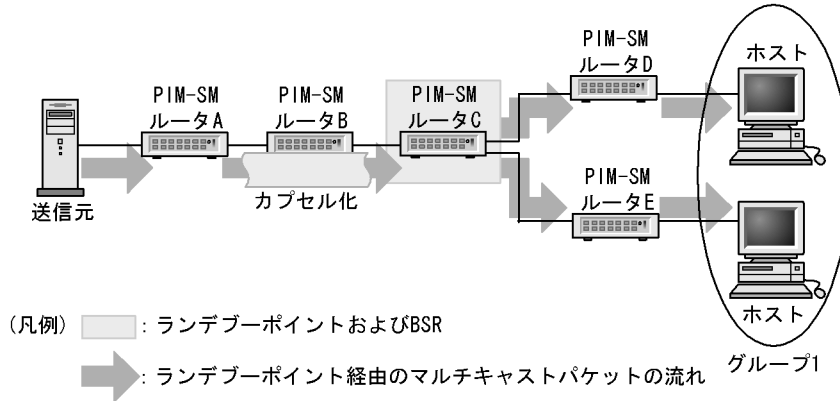 PIM-SM
ルータD
ホスト
PIM-SM
ルータA
PIM-SM
ルータB
PIM-SM
ルータC
カプセル化
送信元
PIM-SM
ルータE
ホスト
グループ1
(凡例)
: ランデブーポイントおよびBSR
: ランデブーポイント経由のマルチキャストパケットの流れ